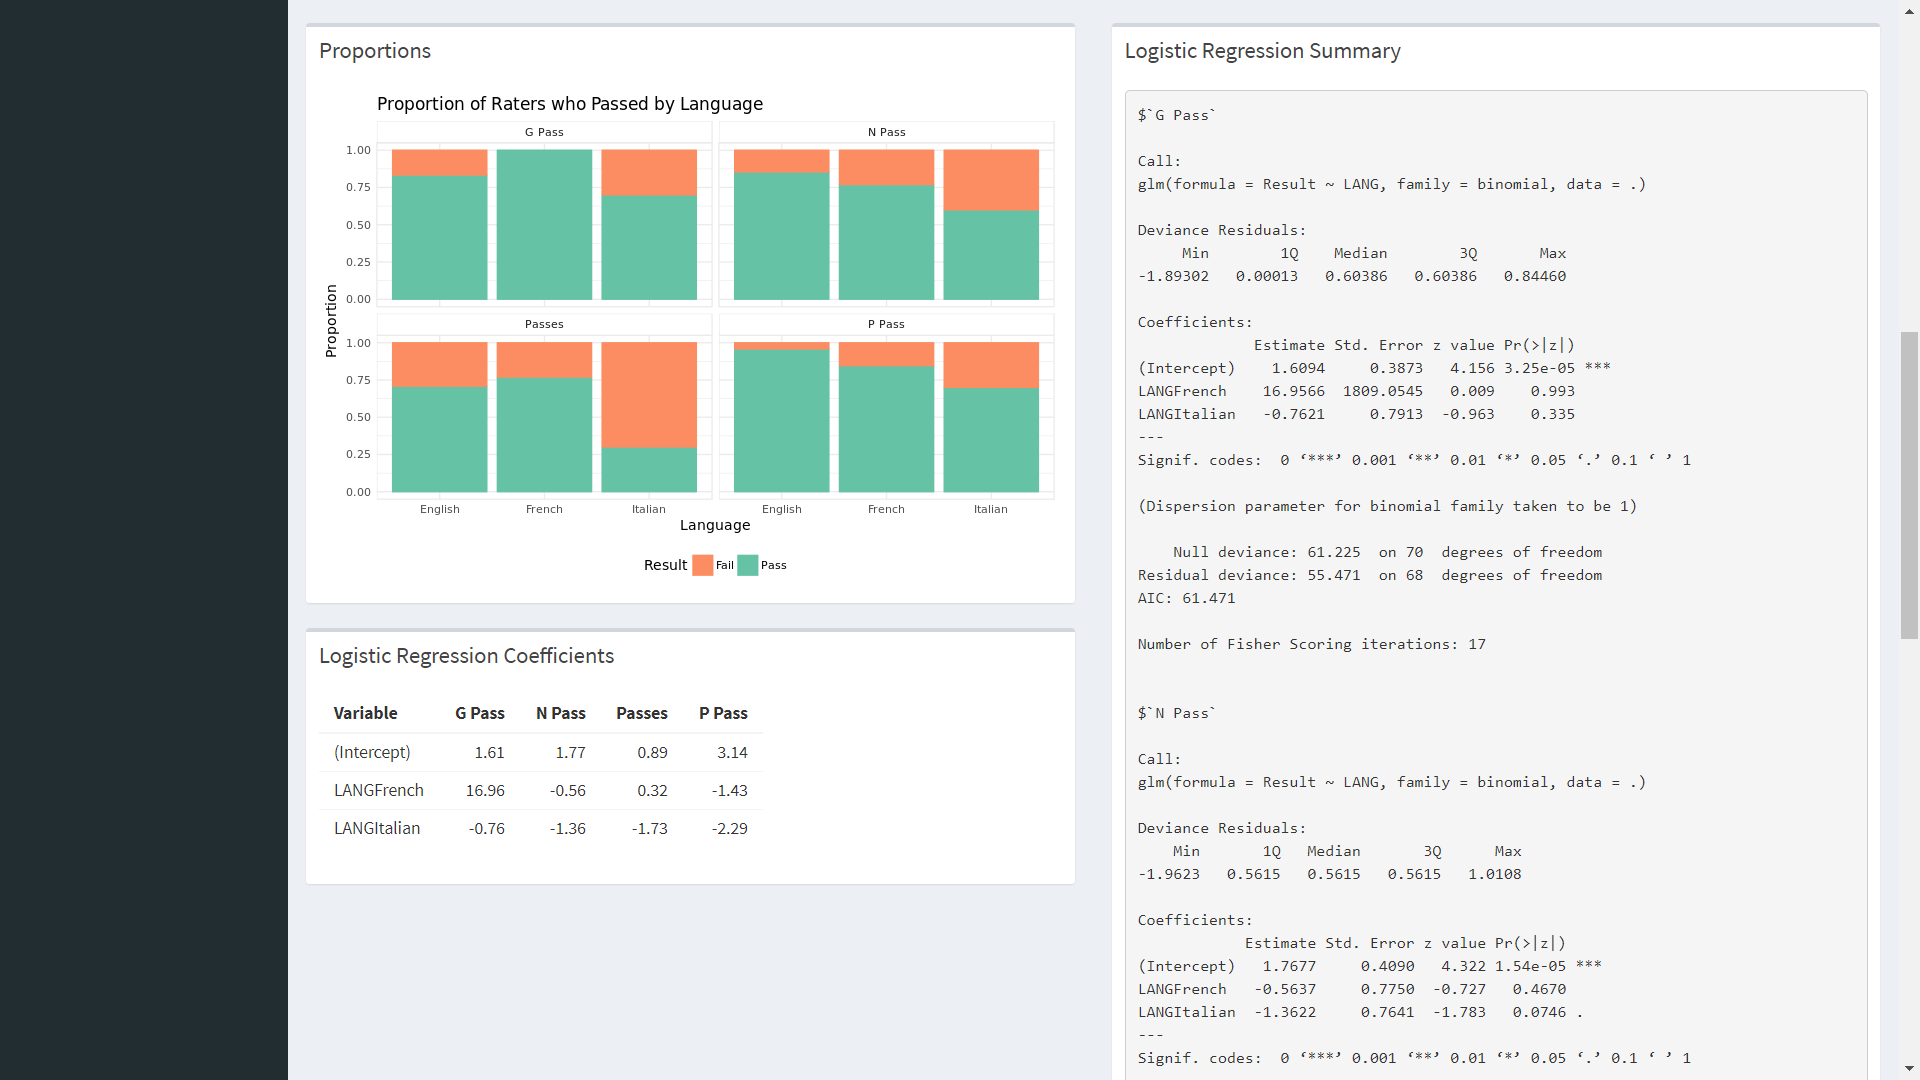 Proportions
Proportion of Raters who Passed by Language
G Pass
N Pass
1.00
0.75
0.50
0.25
0.00
Proportion
Passes
P Pass
1.00
0.75
0.50
0.25
0.00
English
French
Italian
English
French
Italian
Language
Result
Fail
Pass
Logistic Regression Coefficients
Variable G Pass N Pass Passes P Pass
(Intercept) 1.61 1.77 0.89 3.14
LANGFrench 16.96 -0.56 0.32 -1.43
LANGItalian -0.76 -1.36 -1.73 -2.29
Logistic Regression Summary
$`G Pass`
Call:
glm(formula = Result ~ LANG, family = binomial, data = .)
Deviance Residuals:
Min 1Q Median 3Q Max
-1.89302 0.00013 0.60386 0.60386 0.84460
Coefficients:
Estimate Std. Error z value Pr(>|z|)
(Intercept) 1.6094 0.3873 4.156 3.25e-05 ***
LANGFrench 16.9566 1809.0545 0.009 0.993
LANGItalian -0.7621 0.7913 -0.963 0.335
---
Signif. codes: 0 ‘***’ 0.001 ‘**’ 0.01 ‘*’ 0.05 ‘.’ 0.1 ‘ ’ 1
(Dispersion parameter for binomial family taken to be 1)
Null deviance: 61.225 on 70 degrees of freedom
Residual deviance: 55.471 on 68 degrees of freedom
AIC: 61.471
Number of Fisher Scoring iterations: 17
$`N Pass`
Call:
glm(formula = Result ~ LANG, family = binomial, data = .)
Deviance Residuals:
Min 1Q Median 3Q Max
-1.9623 0.5615 0.5615 0.5615 1.0108
Coefficients:
Estimate Std. Error z value Pr(>|z|)
(Intercept) 1.7677 0.4090 4.322 1.54e-05 ***
LANGFrench -0.5637 0.7750 -0.727 0.4670
LANGItalian -1.3622 0.7641 -1.783 0.0746 .
---
Signif. codes: 0 ‘***’ 0.001 ‘**’ 0.01 ‘*’ 0.05 ‘.’ 0.1 ‘ ’ 1